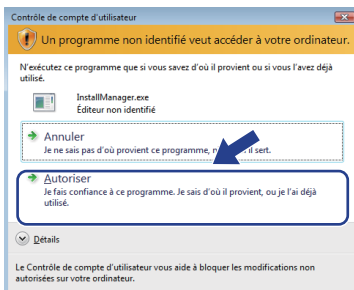 Contrôle de compte d'utilisateur
Un programme non identifié veut accéder à votre ordinateur.
N'exécutez ce programme que si vous savez d'où il provient ou si vous l'avez déjà
utilisé.
InstallManager.exe
Éditeur non identifié
Annuler
Je ne sais pas d'où provient ce programme, il sert.
Autoriser
Je fais confiance à ce programme. Je sais d'où il provient, ou je l'ai déjà
utilisé.
Détails
Le Contrôle de compte d'utilisateur vous aide à bloquer les modifications non
autorisées sur votre ordinateur.